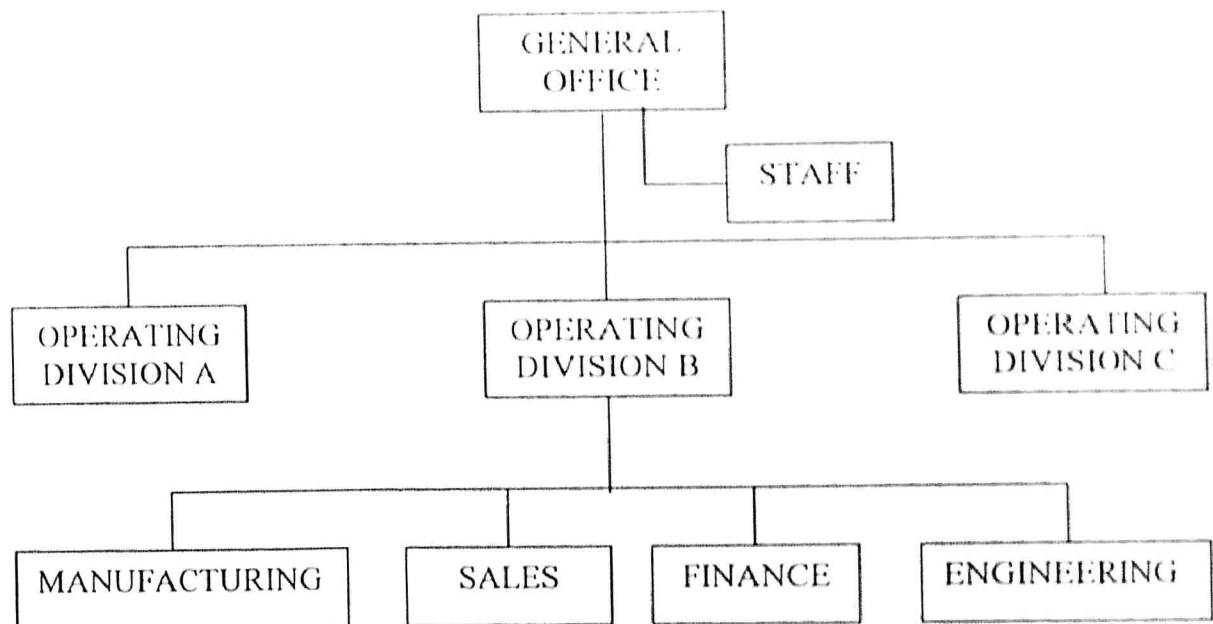 GENERAL
OFFICE
STAFF
OPERATING
DIVISION A
OPERATING
DIVISION B
OPERATING
DIVISION C
MANUFACTURING
SALES
FINANCE
ENGINEERING